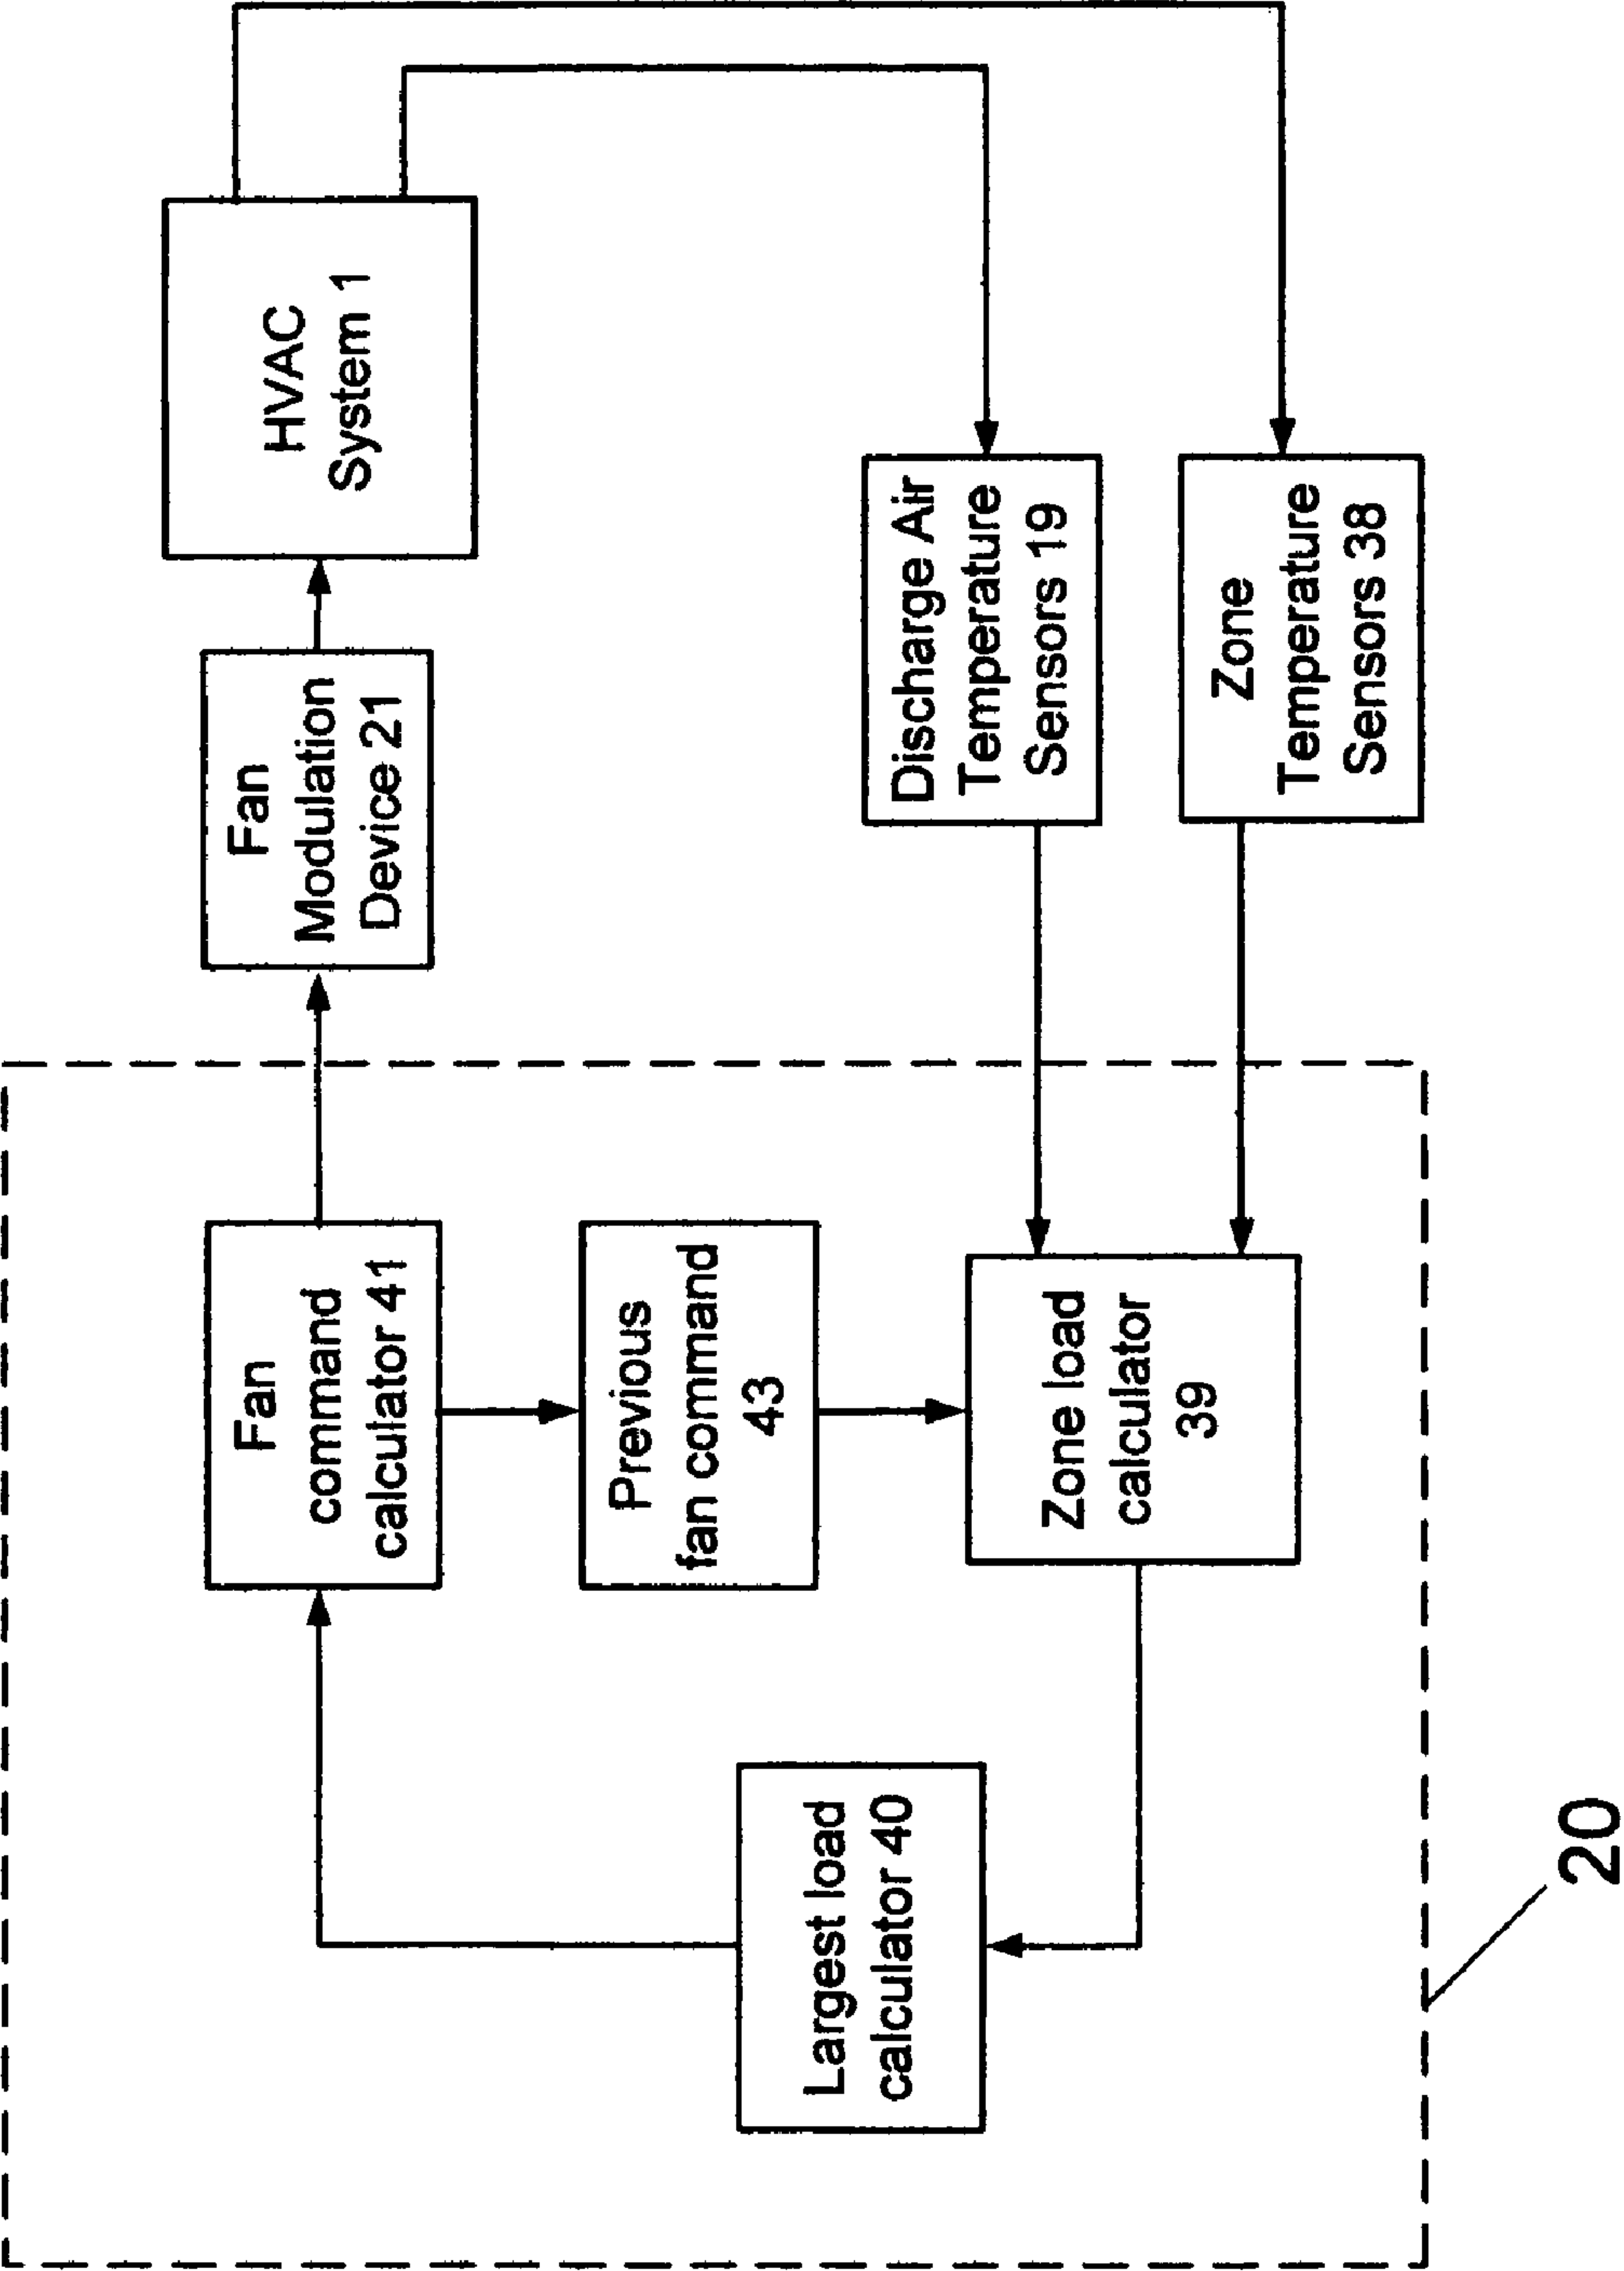 Fan
command
calculator 41
Fan
Modulation
Device 21
HVAC
System 1
Previous
fan command
43
Largest load
calculator 40
Discharge Air
Temperature
Sensors 19
Zone load
calculator
39
Zone
Temperature
Sensors 38
20